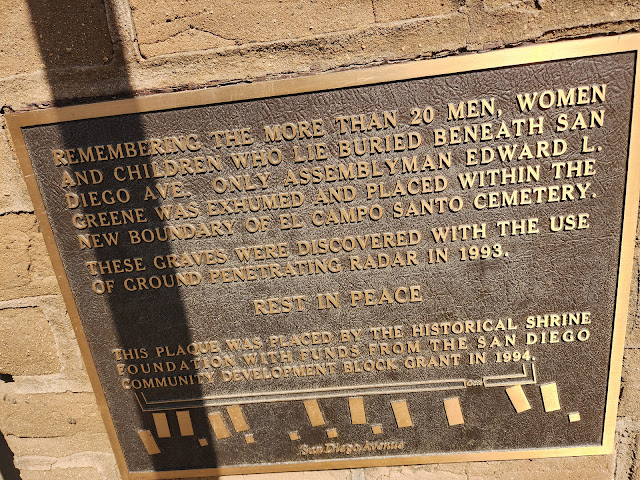 REMEMBERING THE MORE THAN 20 MEN, WOMEN
AND CHILDREN WHO LIE BURIED BENEATH SAN
DIEGO AVE. ONLY ASSEMBLYMAN EDWARD L.
GREENE WAS EXHUMED AND PLACED WITHIN THE
NEW BOUNDARY OF EL CAMPO SANTO CEMETERY.
THESE GRAVES WERE DISCOVERED WITH THE USE
OF GROUND PENETRATING RADAR IN 1993.
REST IN PEACE
THIS PLAQUE WAS PLACED BY THE HISTORICAL SHRINE
FOUNDATION WITH FUNDS FROM THE SAN DIEGO
COMMUNITY DEVELOPMENT BLOCK GRANT IN 1994.
San Diego Avenue